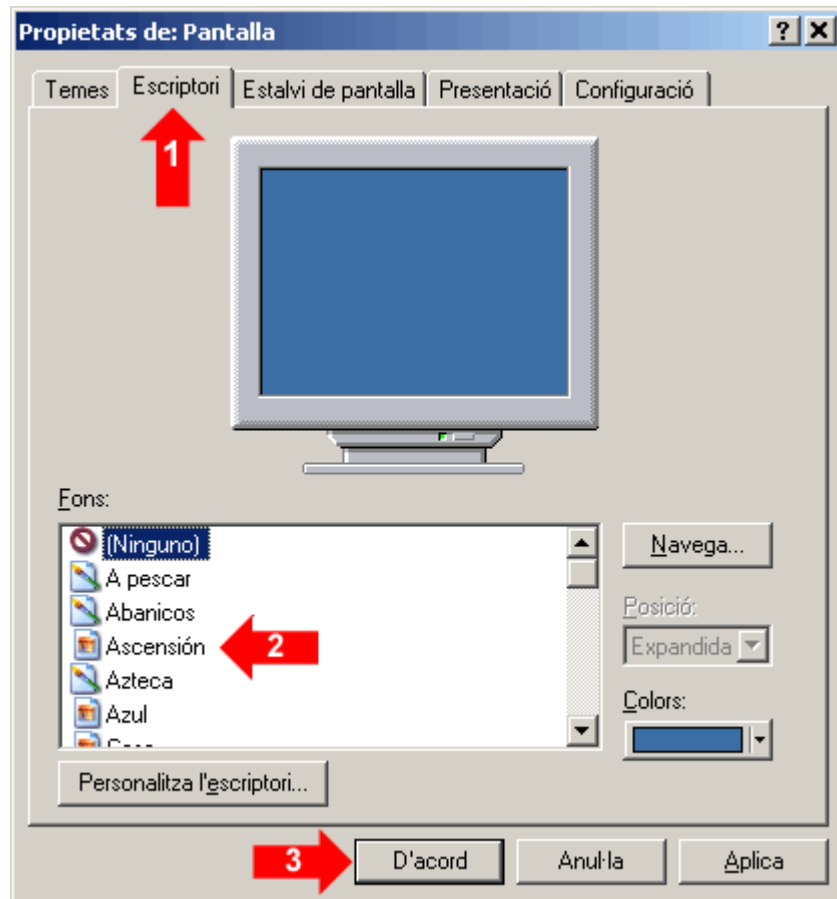 Propietats de: Pantalla
Temes Escriptori Estalvi de pantalla Presentació Configuració
1
Fons:
(Ninguno)
A pescar
Abanicos
Ascensión
2
Azteca
Azul
Navega...
Posició:
Expandida
Colors:
Personalitza l'escriptori...
3
D'acord Anul·la Aplica